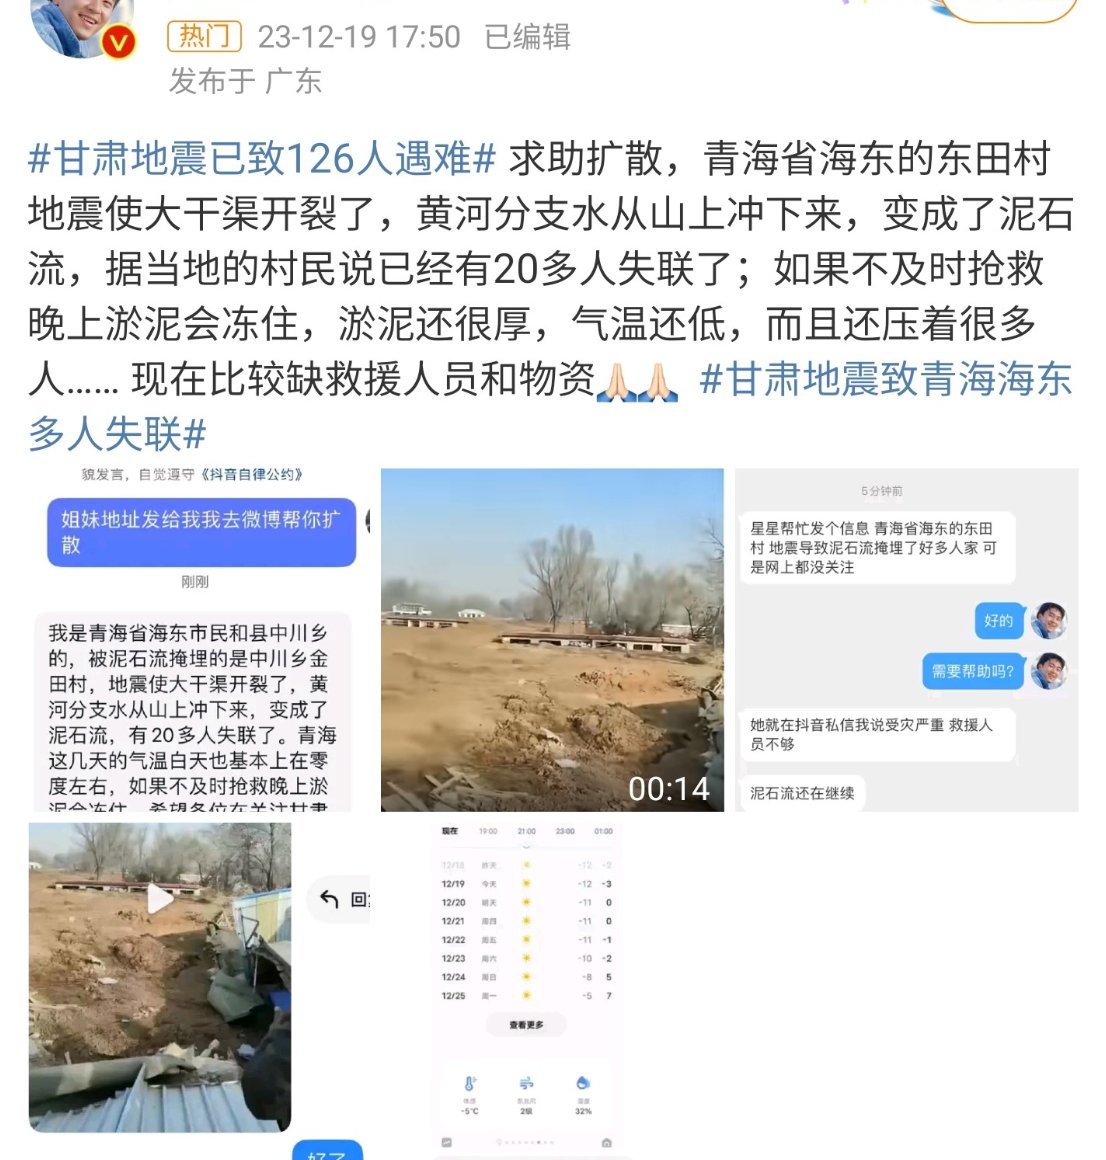 热门 23-12-19 17:50 已编辑
发布于 广东
#甘肃地震已致126人遇难# 求助扩散，青海省海东的东田村
地震使大干渠开裂了，黄河分支水从山上冲下来，变成了泥石
流，据当地的村民说已经有20多人失联了；如果不及时抢救
晚上淤泥会冻住，淤泥还很厚，气温还低，而且还压着很多
人...... 现在比较缺救援人员和物资🙏🏻🙏🏻 #甘肃地震致青海海东
多人失联#
貌发言，自觉遵守《抖音自律公约》
姐妹地址发给我我去微博帮你扩
散
刚刚
我是青海省海东市民和县中川乡
的，被泥石流掩埋的是中川乡金
田村，地震使大干渠开裂了，黄
河分支水从山上冲下来，变成了
泥石流，有20多人失联了。青海
这几天的气温白天也基本上在零
度左右，如果不及时抢救晚上淤
泥会冻住，希望各位在关注甘肃
00:14
5分钟前
星星帮忙发个信息 青海省海东的东田
村 地震导致泥石流掩埋了好多人家 可
是网上都没关注
好的
需要帮助吗?
她就在抖音私信我说受灾严重 救援人
员不够
泥石流还在继续
回
好了
现在 19:00 21:00 23:00 01:00
12/18 昨天 -12 -2
12/19 今天 -12 -3
12/20 明天 -11 0
12/21 周四 -11 0
12/22 周五 -11 -1
12/23 周六 -10 -2
12/24 周日 -8 5
12/25 周一 -5 7
查看更多
体感 湿度
-5°C 2级 32%